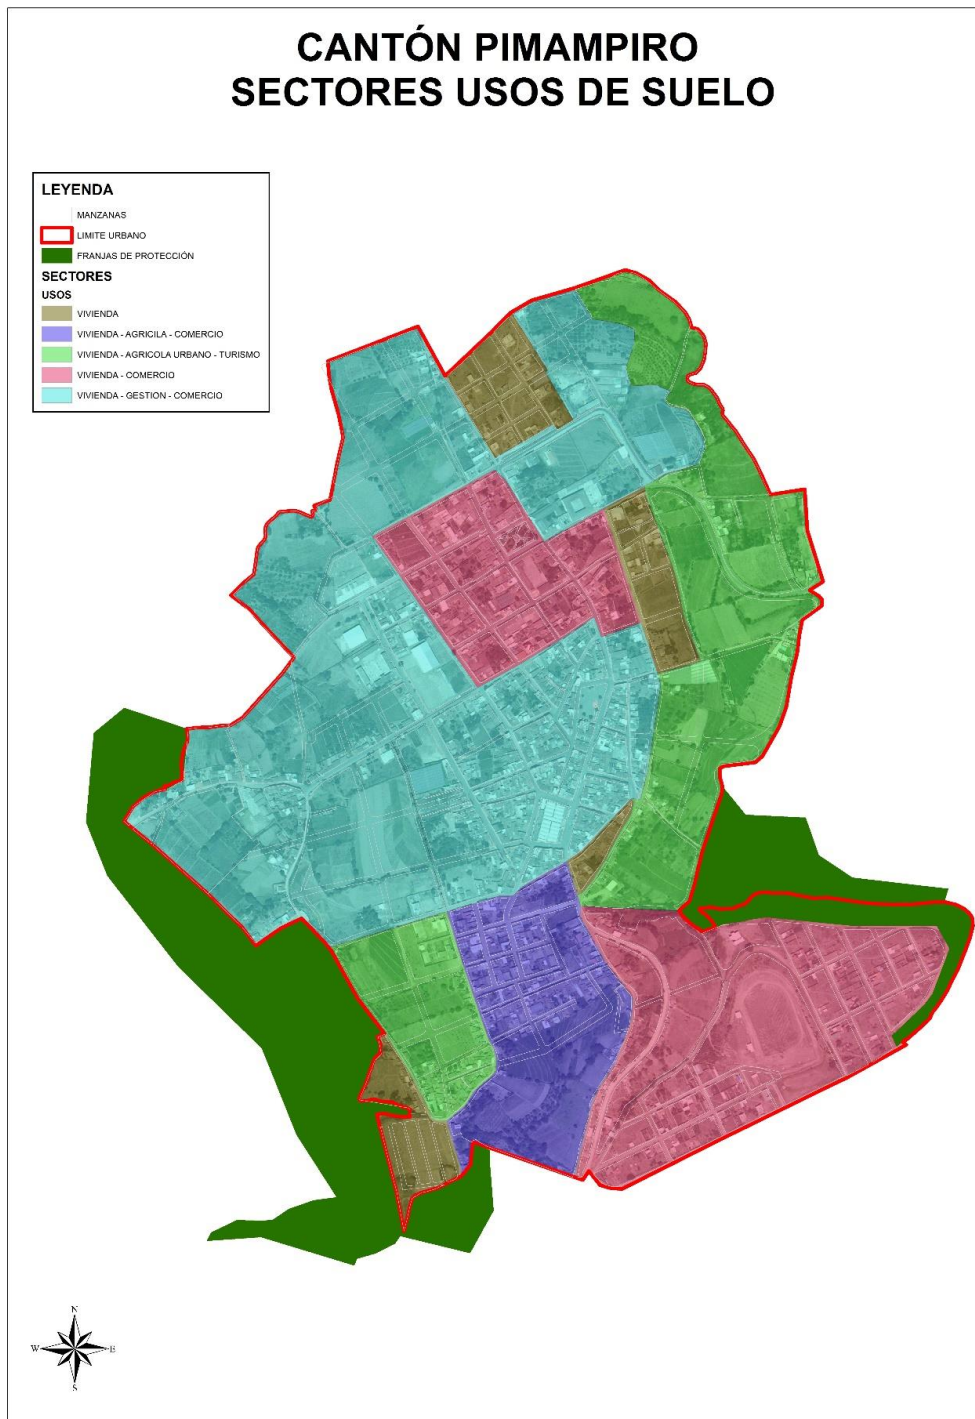 CANTÓN PIMAMPIRO
SECTORES USOS DE SUELO
LEYENDA
MANZANAS
LIMITE URBANO
FRANJAS DE PROTECCIÓN
SECTORES
USOS
VIVIENDA
VIVIENDA - AGRICILA - COMERCIO
VIVIENDA - AGRICOLA URBANO - TURISMO
VIVIENDA - COMERCIO
VIVIENDA - GESTION - COMERCIO
N
W E
S